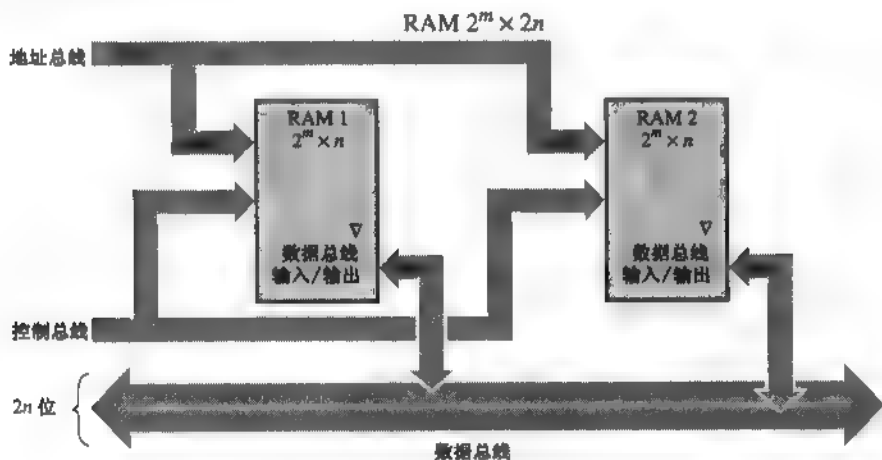 RAM 2^m × 2n
地址总线
RAM 1
2^m × n
∇
数据总线
输入/输出
RAM 2
2^m × n
∇
数据总线
输入/输出
控制总线
2n 位
数据总线